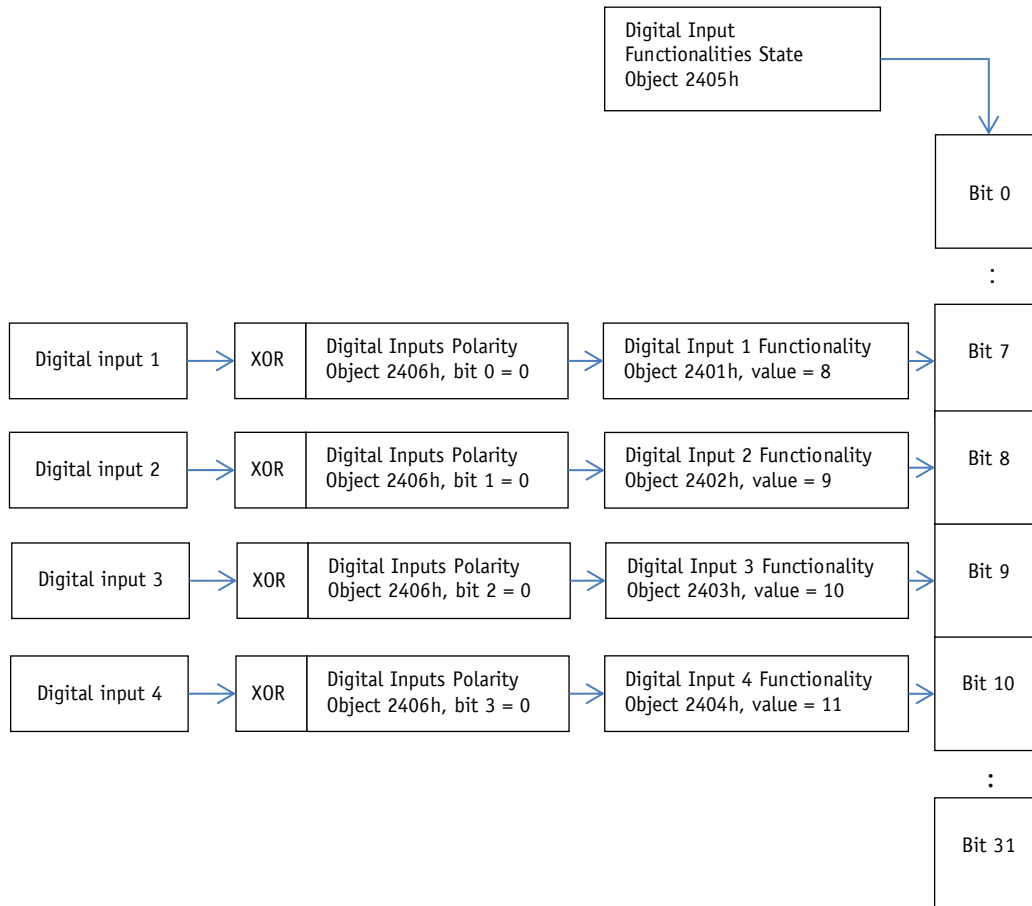 Digital Input
Functionalities State
Object 2405h
Bit 0
:
Digital input 1
XOR
Digital Inputs Polarity
Object 2406h, bit 0 = 0
Digital Input 1 Functionality
Object 2401h, value = 8
Bit 7
Digital input 2
XOR
Digital Inputs Polarity
Object 2406h, bit 1 = 0
Digital Input 2 Functionality
Object 2402h, value = 9
Bit 8
Digital input 3
XOR
Digital Inputs Polarity
Object 2406h, bit 2 = 0
Digital Input 3 Functionality
Object 2403h, value = 10
Bit 9
Digital input 4
XOR
Digital Inputs Polarity
Object 2406h, bit 3 = 0
Digital Input 4 Functionality
Object 2404h, value = 11
Bit 10
:
Bit 31